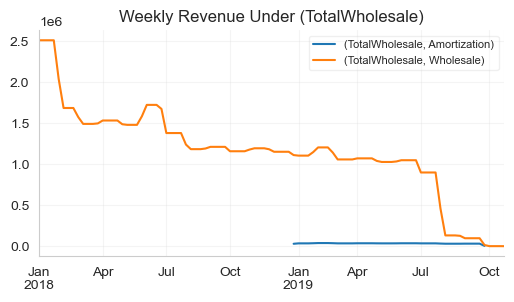 Weekly Revenue Under (TotalWholesale)
1e6
(TotalWholesale, Amortization)
(TotalWholesale, Wholesale)
2.5
2.0
1.5
1.0
0.5
0.0
Jan Apr Jul Oct Jan Apr Jul Oct
2018 2019